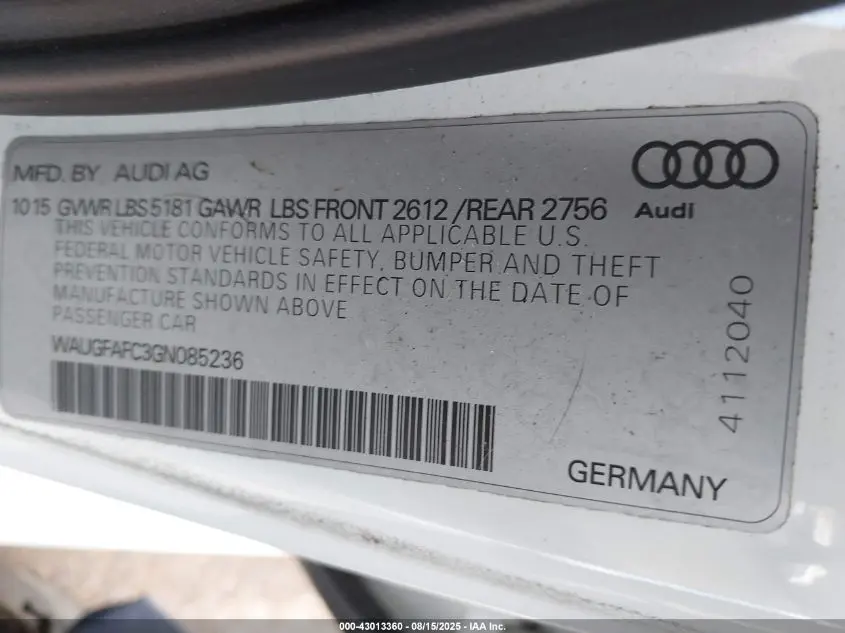 MFD. BY AUDI AG
Audi
1015 GVWR LBS 5181 GAWR LBS FRONT 2612 /REAR 2756
THIS VEHICLE CONFORMS TO ALL APPLICABLE U.S.
FEDERAL MOTOR VEHICLE SAFETY, BUMPER AND THEFT
PREVENTION STANDARDS IN EFFECT ON THE DATE OF
MANUFACTURE SHOWN ABOVE
PASSENGER CAR
WAUGFAFC3GN085236
4112040
GERMANY
000-43013360 - 08/15/2025 - IAA Inc.